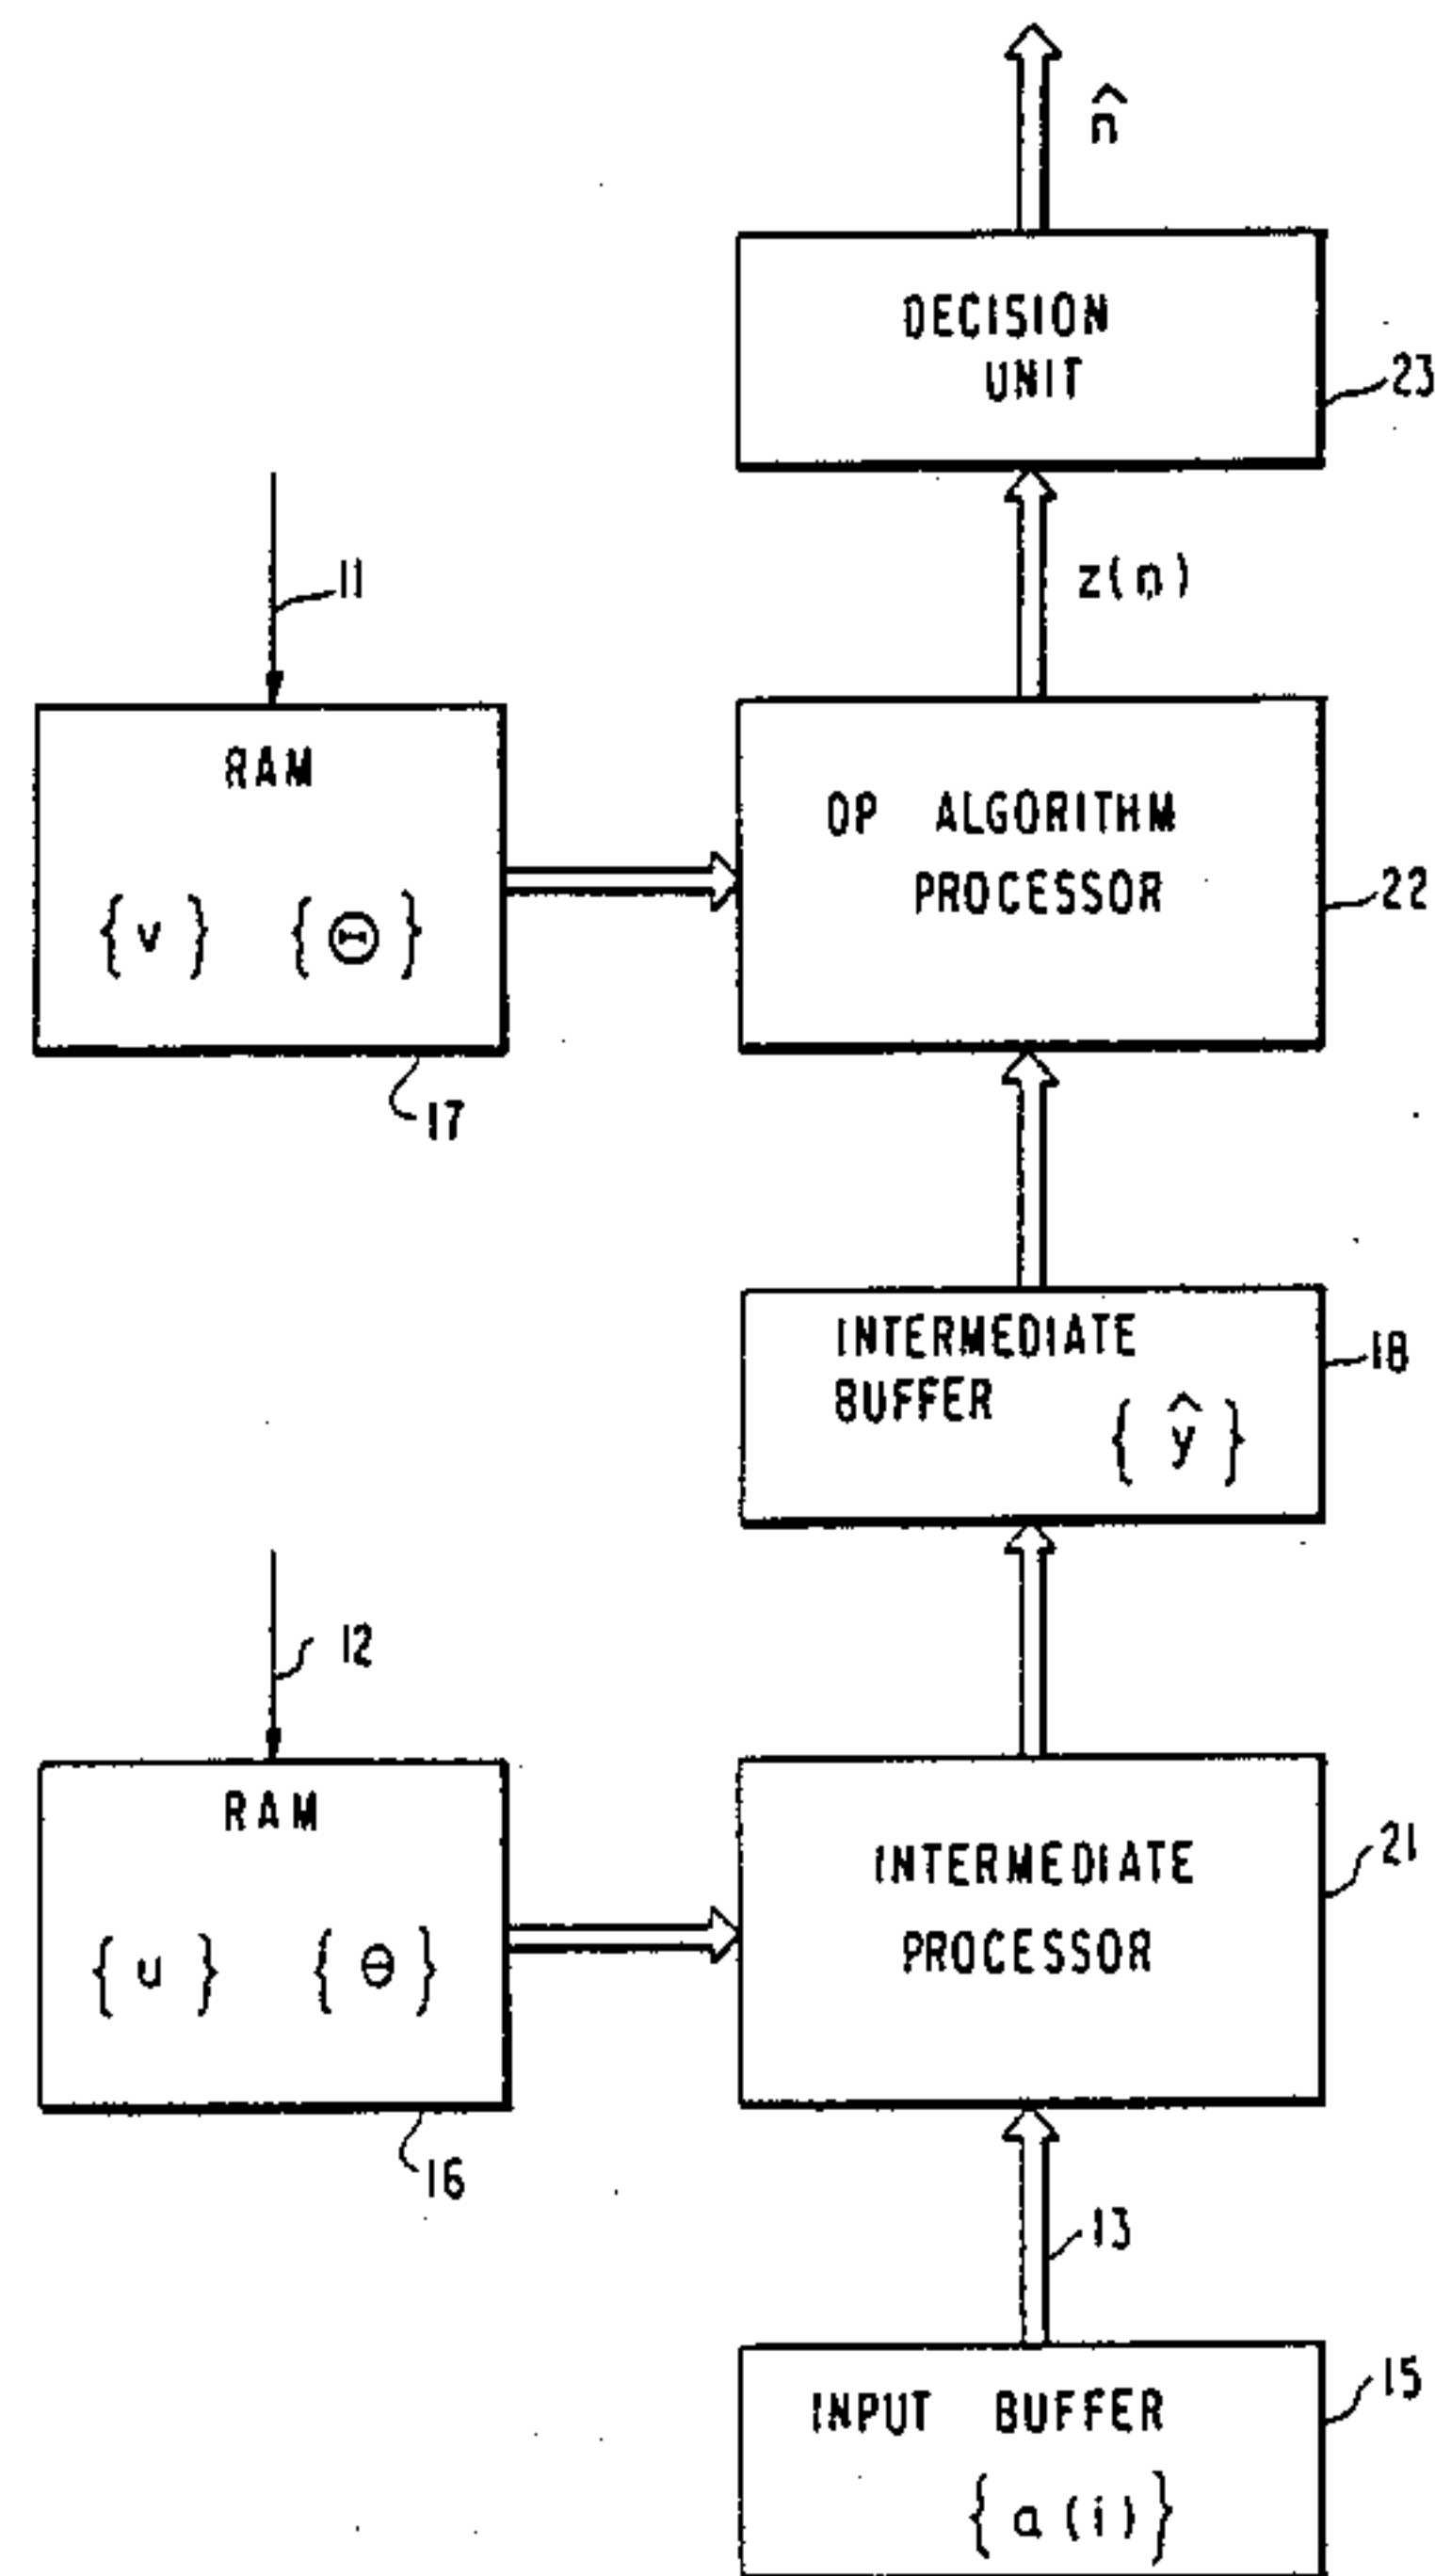 n̂
DECISION
UNIT
23
z(n)
11
RAM
{ v } { Θ }
17
OP ALGORITHM
PROCESSOR
22
INTERMEDIATE
BUFFER
{ ŷ }
18
12
RAM
{ u } { θ }
16
INTERMEDIATE
PROCESSOR
21
13
INPUT BUFFER
{ a(i) }
15